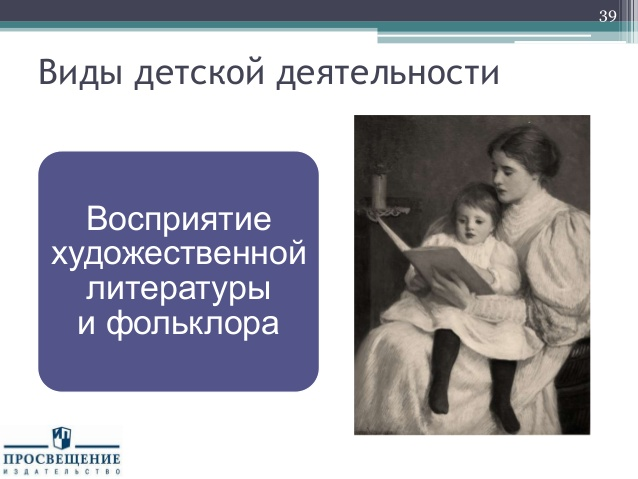 39
Виды детской деятельности
Восприятие
художественной
литературы
и фольклора
ПРОСВЕЩЕНИЕ
ИЗДАТЕЛЬСТВО